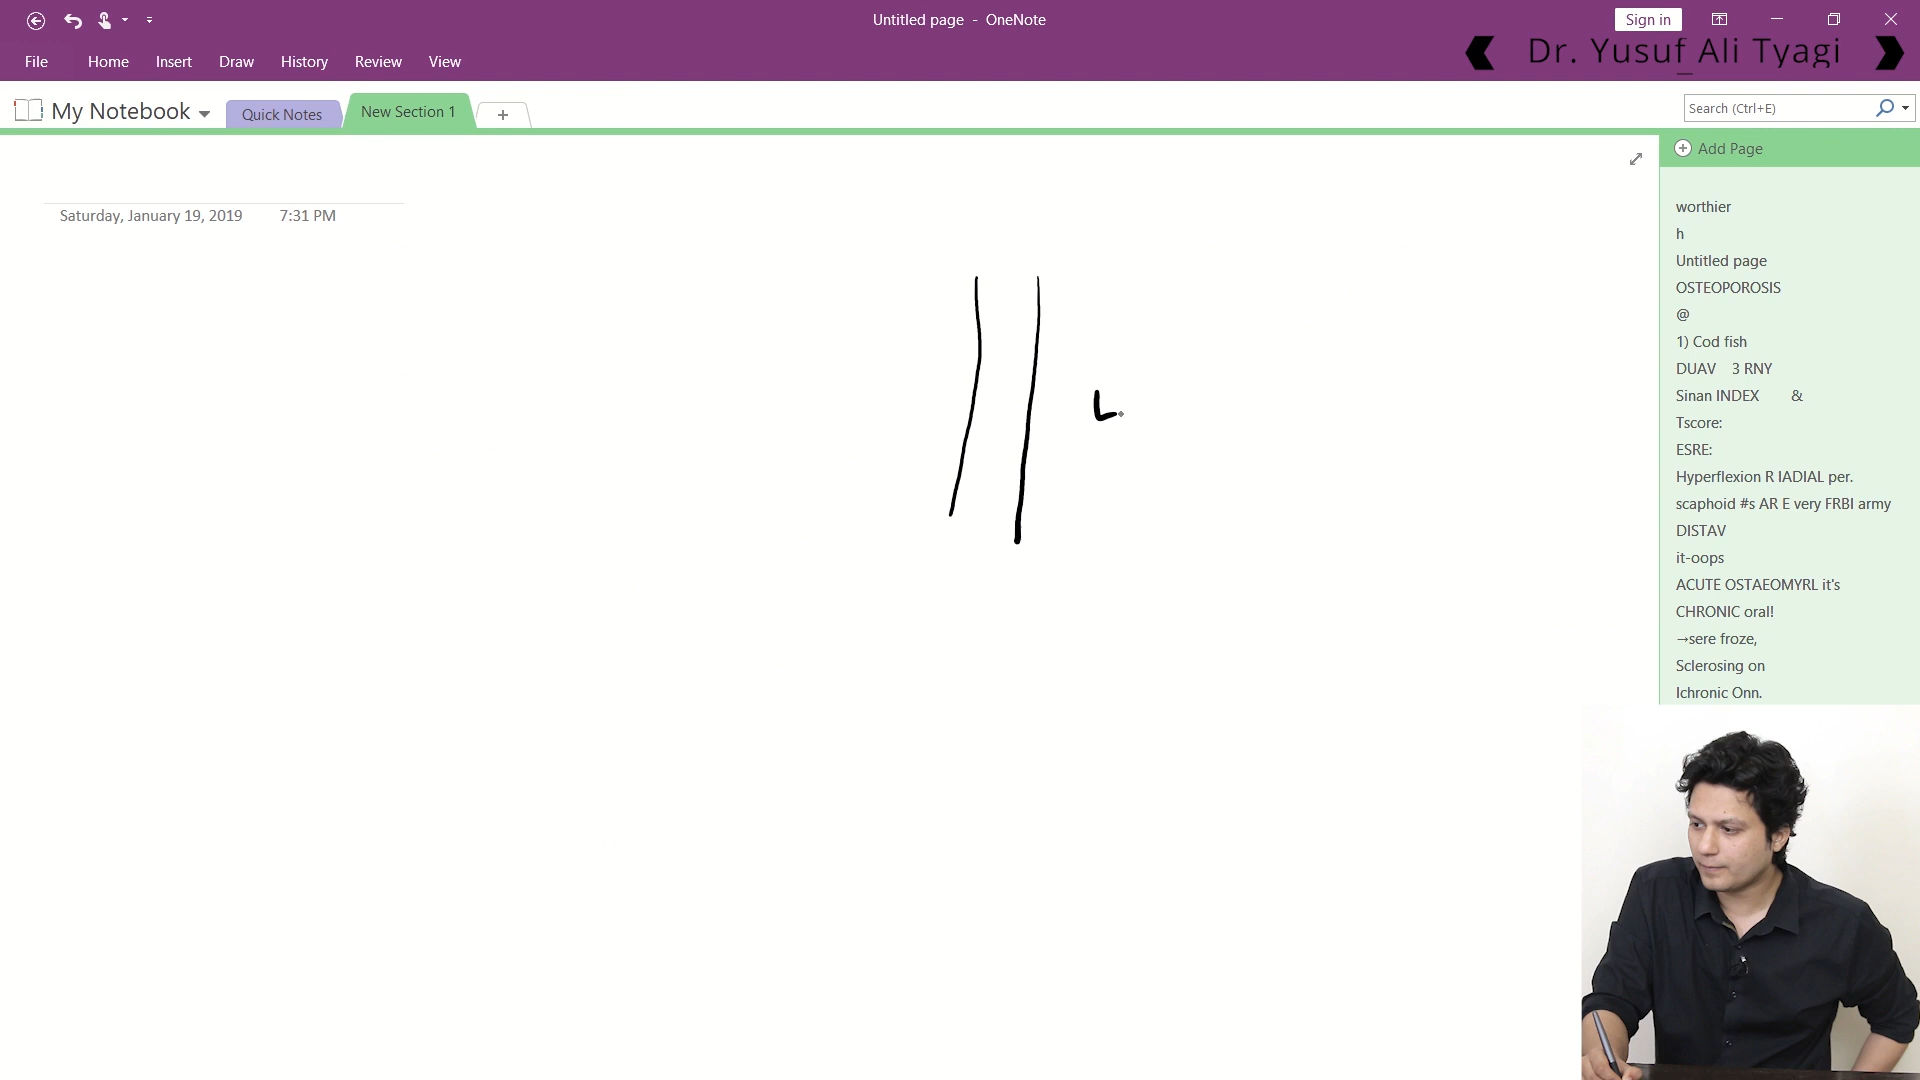 Untitled page - OneNote
Sign in
File Home Insert Draw History Review View
Dr. Yusuf_Ali Tyagi
My Notebook Quick Notes New Section 1 +
Search (Ctrl+E)
Add Page
Saturday, January 19, 2019 7:31 PM
L
worthier
h
Untitled page
OSTEOPOROSIS
@
1) Cod fish
DUAV 3 RNY
Sinan INDEX &
Tscore:
ESRE:
Hyperflexion R IADIAL per.
scaphoid #s AR E very FRBI army
DISTAV
it-oops
ACUTE OSTAEOMYRL it's
CHRONIC oral!
→sere froze,
Sclerosing on
Ichronic Onn.